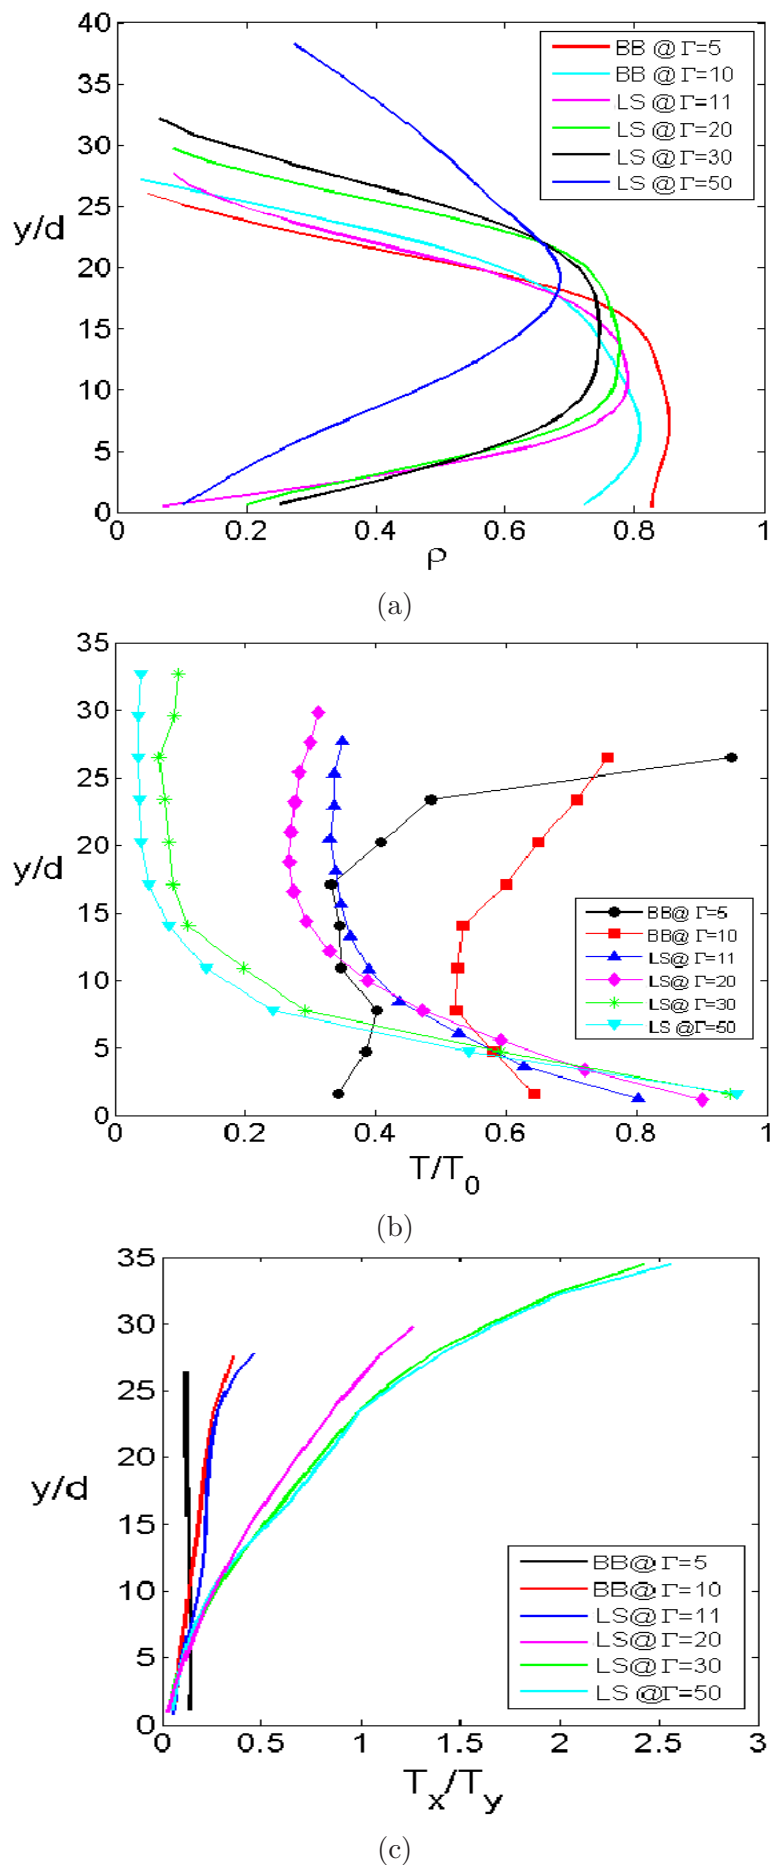 40
35
30
25
20
15
10
5
0
y/d
BB @ Γ=5
BB @ Γ=10
LS @ Γ=11
LS @ Γ=20
LS @ Γ=30
LS @ Γ=50
0 0.2 0.4 0.6 0.8 1
ρ
(a)
35
30
25
20
15
10
5
0
y/d
BB@ Γ=5
BB@ Γ=10
LS@ Γ=11
LS@ Γ=20
LS@ Γ=30
LS @Γ=50
0 0.2 0.4 0.6 0.8 1
T/T0
(b)
35
30
25
20
15
10
5
0
y/d
BB@ Γ=5
BB@ Γ=10
LS@ Γ=11
LS@ Γ=20
LS@ Γ=30
LS @Γ=50
0 0.5 1 1.5 2 2.5 3
Tx/Ty
(c)